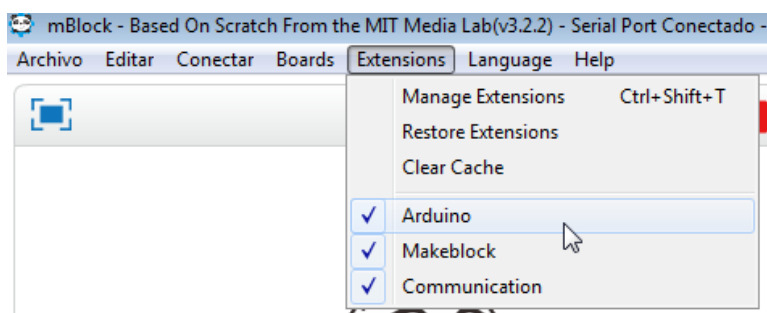 mBlock - Based On Scratch From the MIT Media Lab(v3.2.2) - Serial Port Conectado -
Archivo Editar Conectar Boards Extensions Language Help
Manage Extensions Ctrl+Shift+T
Restore Extensions
Clear Cache
Arduino
Makeblock
Communication